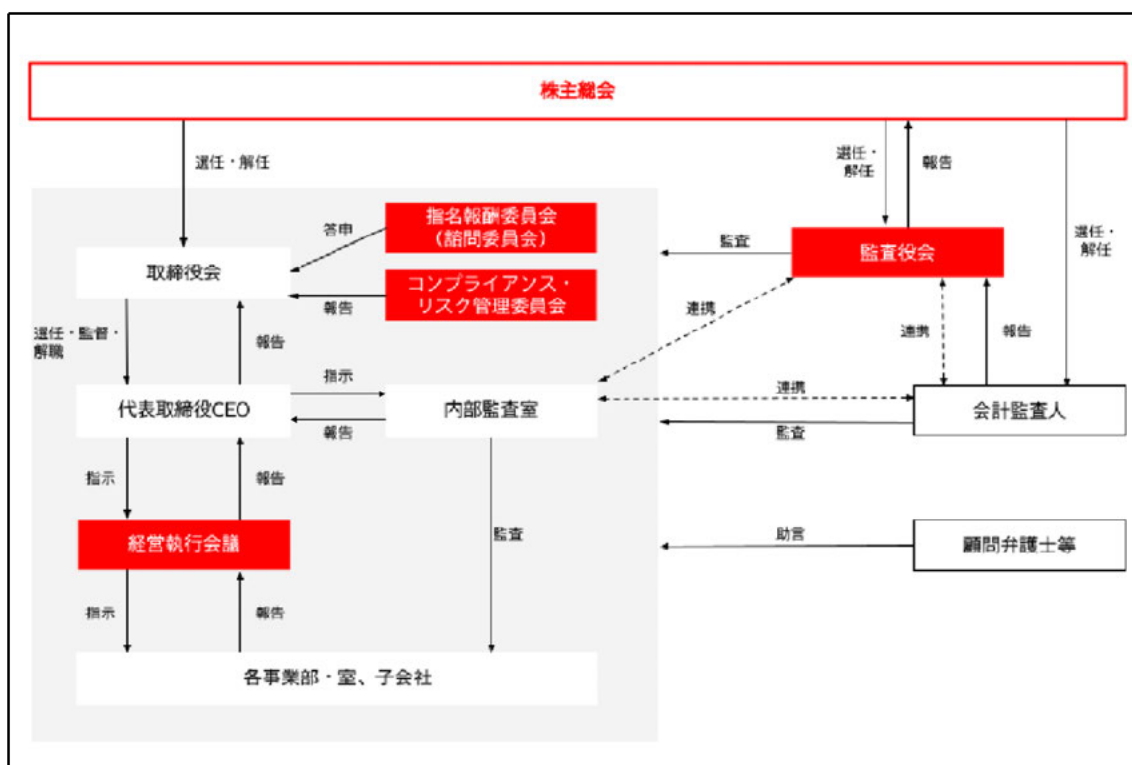 株主総会
選任・解任
選任・
解任
報告
選任・
解任
指名報酬委員会
（諮問委員会）
答申
監査
監査役会
取締役会
コンプライアンス・
リスク管理委員会
報告
連携
選任・監督・
解職
報告
連携
報告
指示
連携
代表取締役CEO
内部監査室
会計監査人
報告
監査
指示
報告
経営執行会議
監査
助言
顧問弁護士等
指示
報告
各事業部・室、子会社